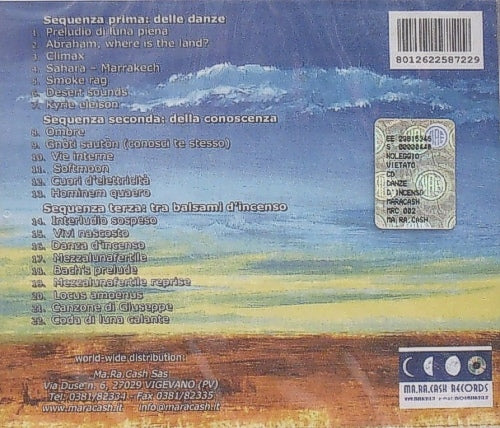 Sequenza prima: delle danze
1. Preludio di luna piena
2. Abraham, where is the land?
3. Climax
4. Sahara – Marrakech
5. Smoke rag
6. Desert sounds
7. Kyrie eleison
Sequenza seconda: della conoscenza
8. Ombre
9. Gnôti sautòn (conosci te stesso)
10. Vie interne
11. Softmoon
12. Cuori d'elettricità
13. Hominem quaero
Sequenza terza: tra balsami d'incenso
14. Interludio sospeso
15. Vivi nascosto
16. Danza d'incenso
17. Mezzalunafertile
18. Bach's prelude
19. Mezzalunafertile reprise
20. Locus amoenus
21. Canzone di Giuseppe
22. Coda di luna calante
world-wide distribution:
Ma.Ra.Cash Sas
Via Duse n. 6, 27029 VIGEVANO (PV)
Tel: 0381/82334 - Fax 0381/82335
www.maracash.it info@maracash.it
8012622587229
NOLEGGIO
VIETATO
CD
DANZE
D'INCENSO
MARACASH
MRC 002
MA.RA.CASH
MA.RA.CASH RECORDS